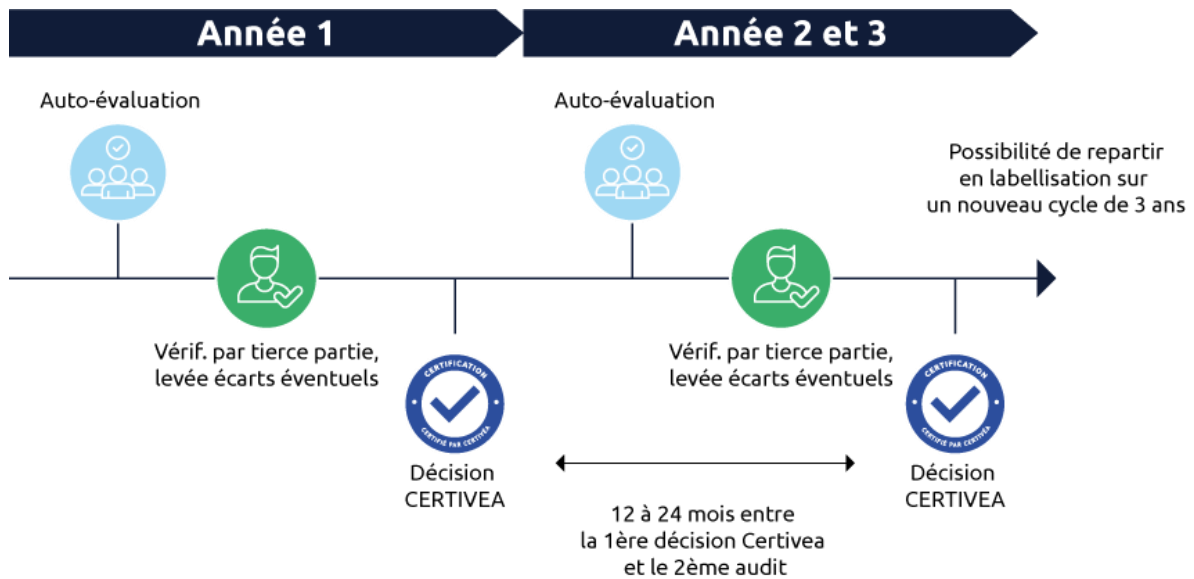 Année 1
Année 2 et 3
Auto-évaluation
Auto-évaluation
Possibilité de repartir
en labellisation sur
un nouveau cycle de 3 ans
Vérif. par tierce partie,
levée écarts éventuels
Vérif. par tierce partie,
levée écarts éventuels
CERTIFICATION
CERTIFIÉ PAR CERTIVÉA
CERTIFICATION
CERTIFIÉ PAR CERTIVÉA
Décision
CERTIVEA
Décision
CERTIVEA
12 à 24 mois entre
la 1ère décision Certivea
et le 2ème audit